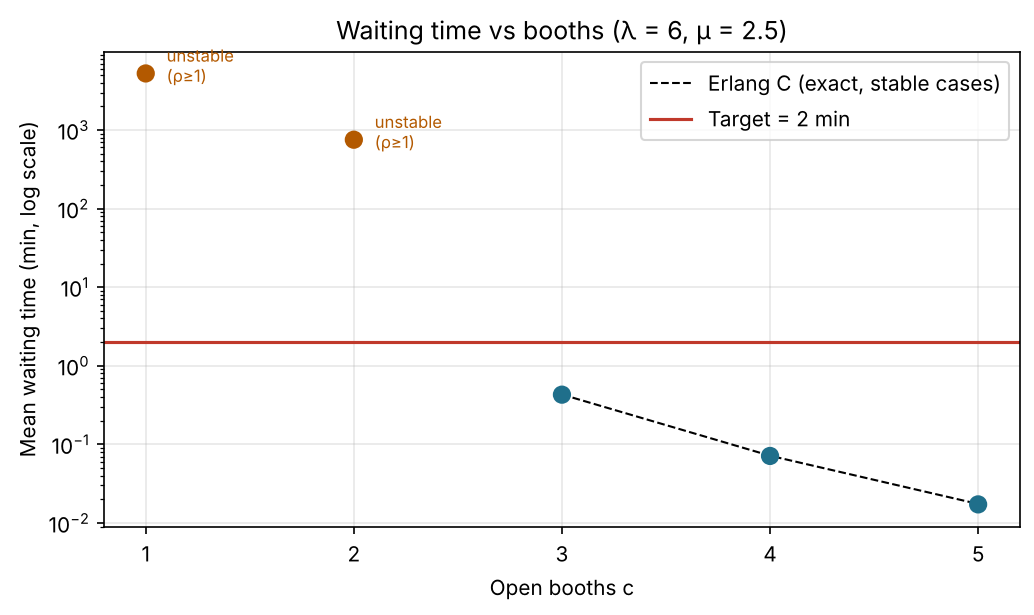 Waiting time vs booths (λ = 6, μ = 2.5)
unstable
(ρ≥1)
unstable
(ρ≥1)
Erlang C (exact, stable cases)
Target = 2 min
Mean waiting time (min, log scale)
10³
10²
10¹
10⁰
10⁻¹
10⁻²
1 2 3 4 5
Open booths c